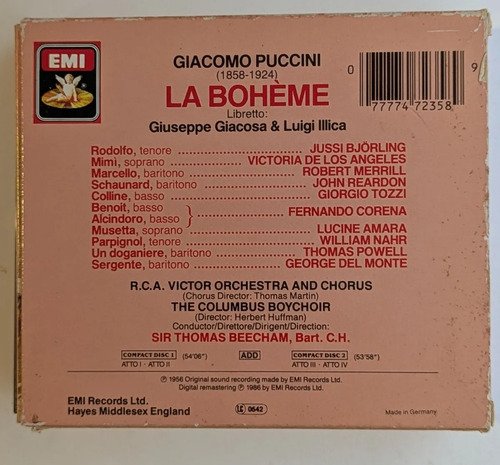 EMI
GIACOMO PUCCINI
(1858-1924)
LA BOHÈME
Libretto:
Giuseppe Giacosa & Luigi Illica
0 77774 72358 9
Rodolfo, tenore ........ JUSSI BJÖRLING
Mimì, soprano ........ VICTORIA DE LOS ANGELES
Marcello, baritono ........ ROBERT MERRILL
Schaunard, baritono ........ JOHN REARDON
Colline, basso ........ GIORGIO TOZZI
Benoit, basso
Alcindoro, basso } ........ FERNANDO CORENA
Musetta, soprano ........ LUCINE AMARA
Parpignol, tenore ........ WILLIAM NAHR
Un doganiere, baritono ........ THOMAS POWELL
Sergente, baritono ........ GEORGE DEL MONTE
R.C.A. VICTOR ORCHESTRA AND CHORUS
(Chorus Director: Thomas Martin)
THE COLUMBUS BOYCHOIR
(Director: Herbert Huffman)
Conductor/Direttore/Dirigent/Direction:
SIR THOMAS BEECHAM, Bart. C.H.
COMPACT DISC 1 (54'06") ADD COMPACT DISC 2 (53'58")
ATTO I · ATTO II ATTO III · ATTO IV
℗ 1956 Original sound recording made by EMI Records Ltd.
Digital remastering ℗ 1986 by EMI Records Ltd.
EMI Records Ltd.
Hayes Middlesex England
LC 0542
Made in Germany